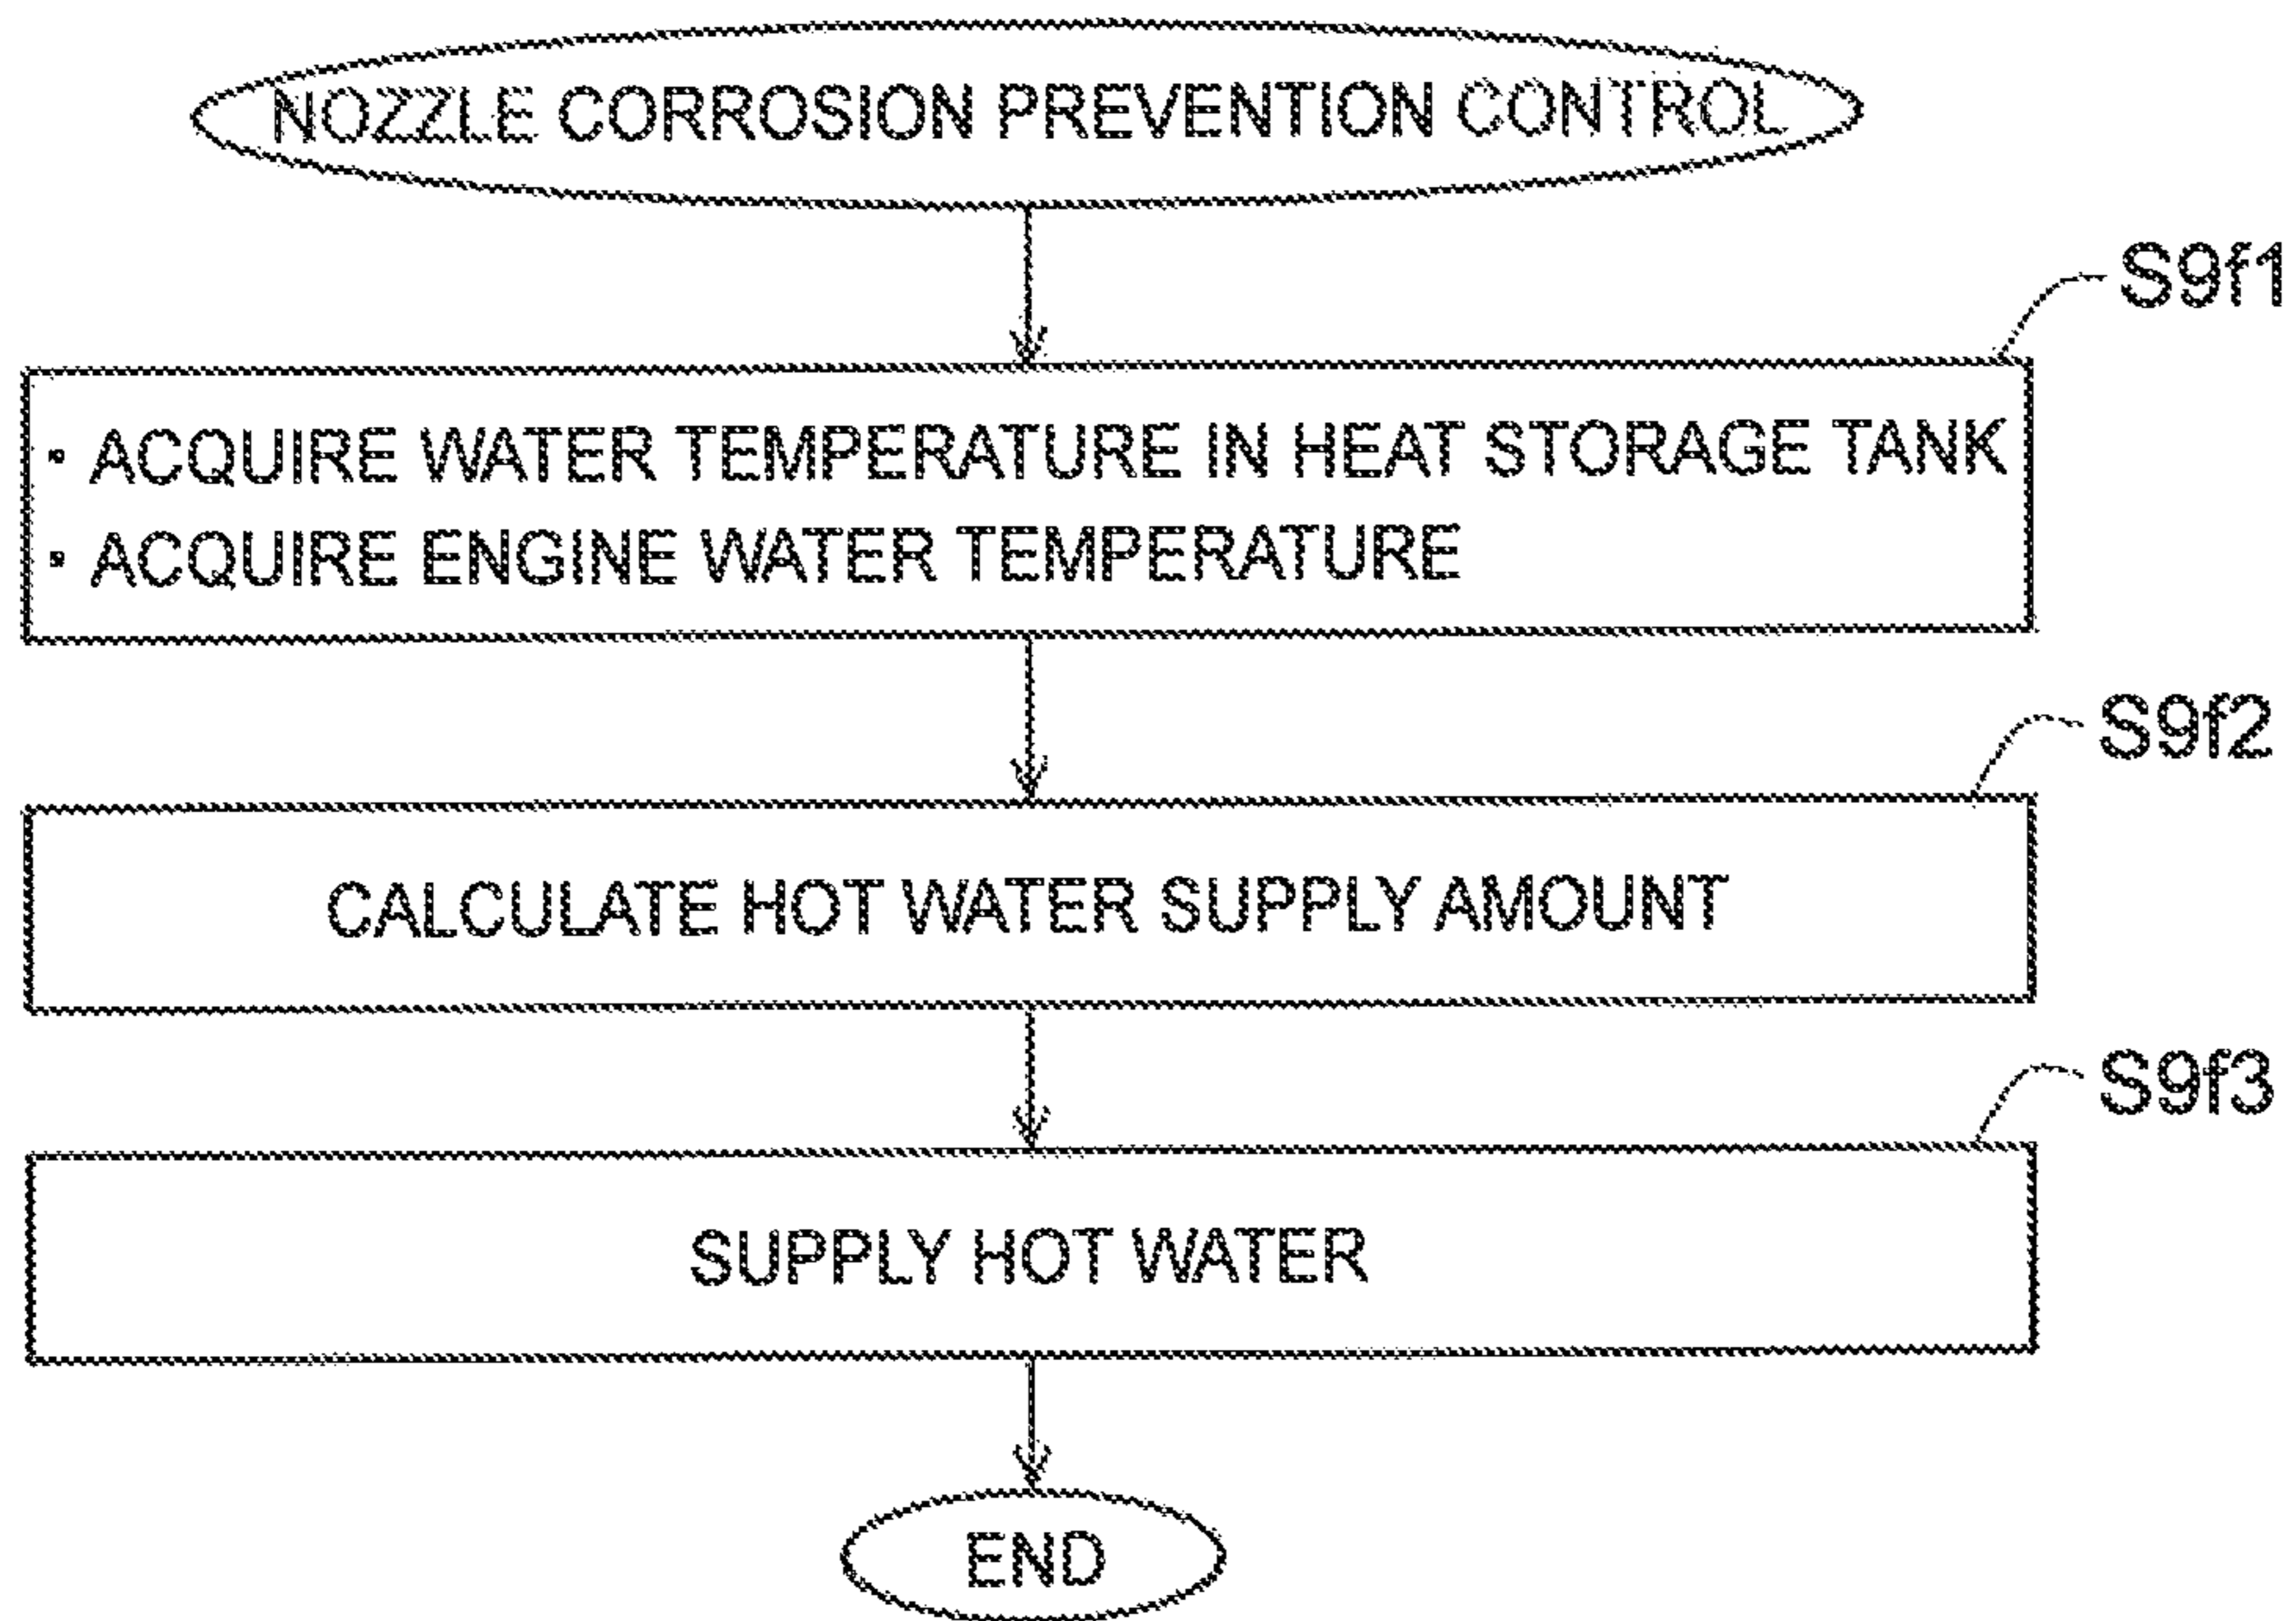 NOZZLE CORROSION PREVENTION CONTROL
S9f1
· ACQUIRE WATER TEMPERATURE IN HEAT STORAGE TANK
· ACQUIRE ENGINE WATER TEMPERATURE
S9f2
CALCULATE HOT WATER SUPPLY AMOUNT
S9f3
SUPPLY HOT WATER
END